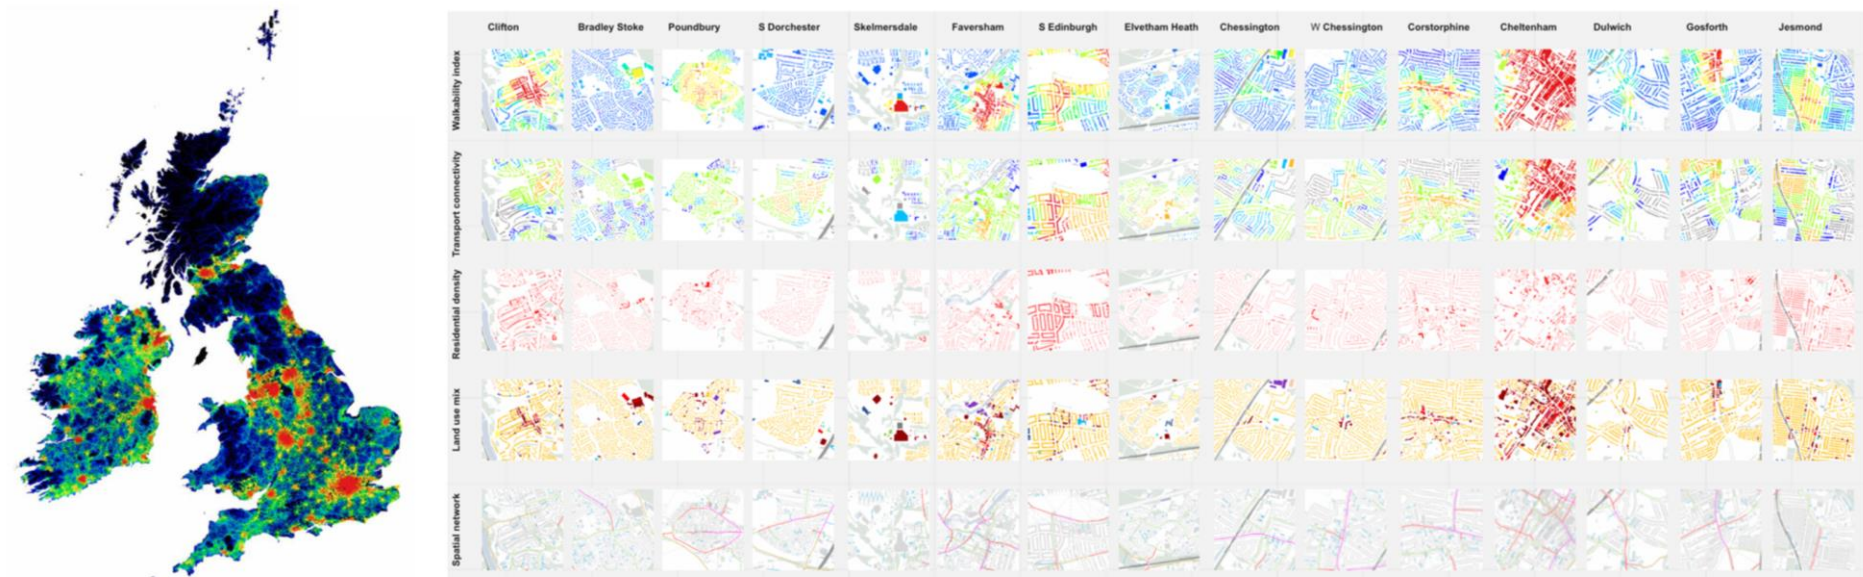 Clifton Bradley Stoke Poundbury S Dorchester Skelmersdale Faversham S Edinburgh Elvetham Heath Chessington W Chessington Corstorphine Cheltenham Dulwich Gosforth Jesmond
Walkability index
Transport connectivity
Residential density
Land use mix
Spatial network